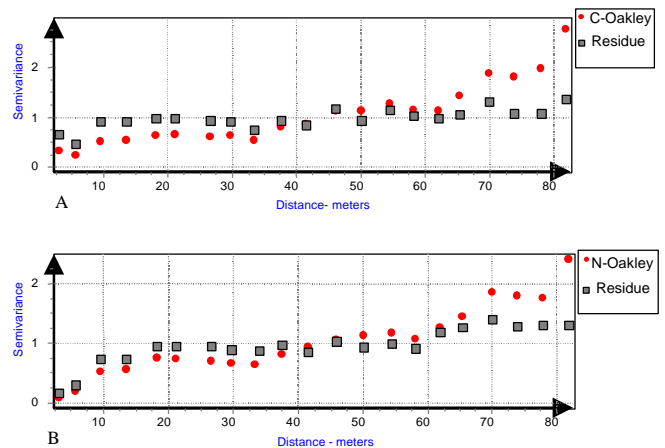 C-Oakley
Residue
Semivariiance
2
1
0
10 20 30 40 50 60 70 80
A
Distance- meters
N-Oakley
Residue
Semivariance
2
1
0
10 20 30 40 50 60 70 80
B
Distance - meters